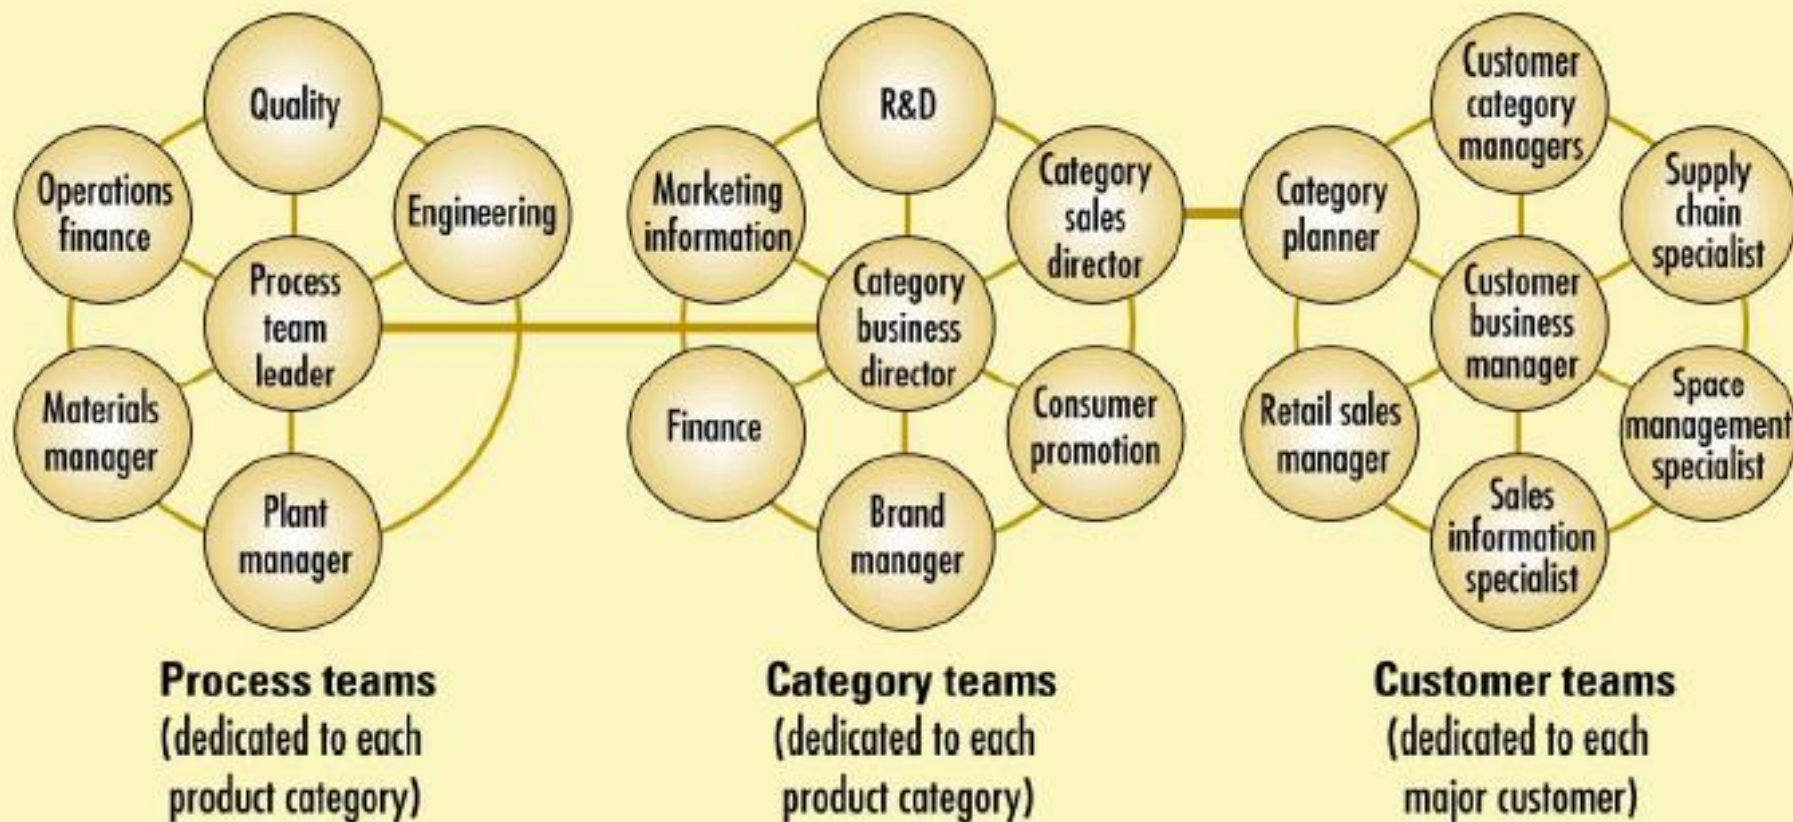 Quality
Operations
finance
Engineering
Process
team
leader
Materials
manager
Plant
manager
Process teams
(dedicated to each
product category)
R&D
Marketing
information
Category
sales
director
Category
business
director
Finance
Consumer
promotion
Brand
manager
Category teams
(dedicated to each
product category)
Customer
category
managers
Category
planner
Supply
chain
specialist
Customer
business
manager
Retail sales
manager
Space
management
specialist
Sales
information
specialist
Customer teams
(dedicated to each
major customer)